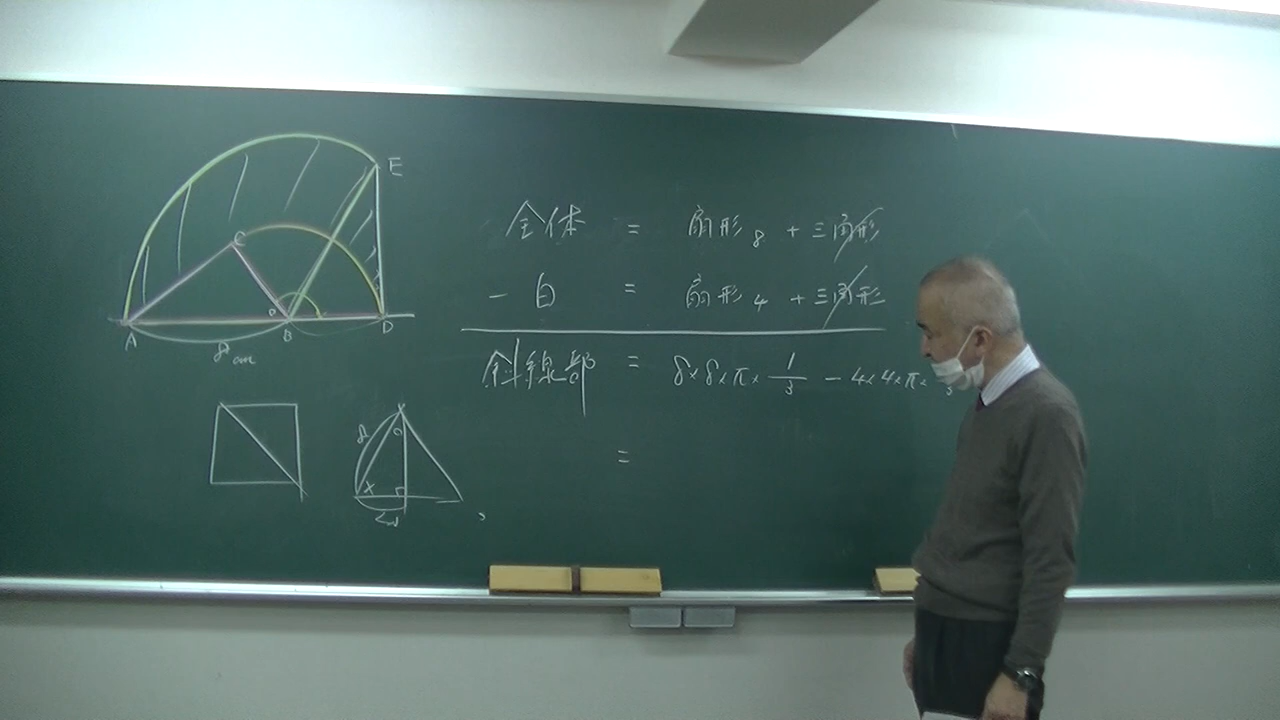 E
C
A
B
D
8cm
全体 = 扇形8 + 三角形
- 白 = 扇形4 + 三角形
斜線部 = 8×8×π×1/3 - 4×4×π×
=
×